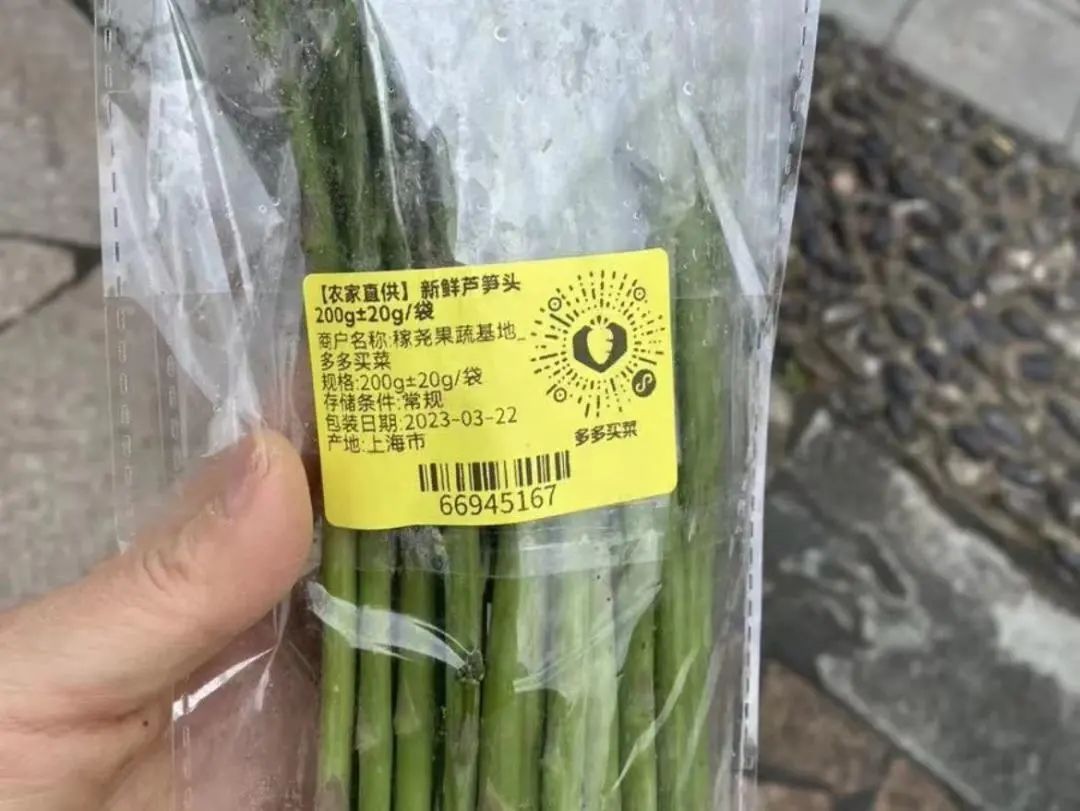 【农家直供】新鲜芦笋头
200g±20g/袋
商户名称:稼尧果蔬基地_
多多买菜
规格:200g±20g/袋
存储条件:常规
包装日期:2023-03-22
产地:上海市
多多买菜
66945167